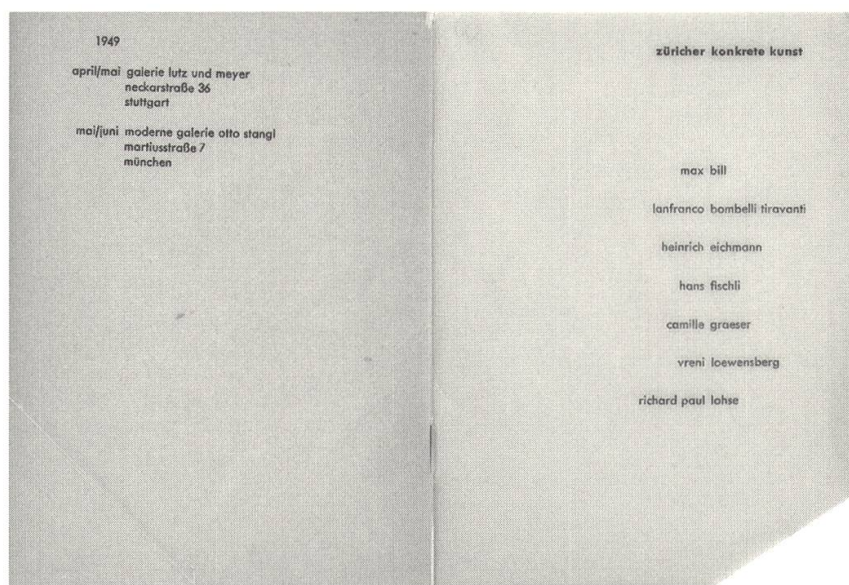 1949
april/mai galerie lutz und meyer
neckarstraße 36
stuttgart
mai/juni moderne galerie otto stangl
martiusstraße 7
münchen
züricher konkrete kunst
max bill
lanfranco bombelli tiravanti
heinrich eichmann
hans fischli
camille graeser
vreni loewensberg
richard paul lohse